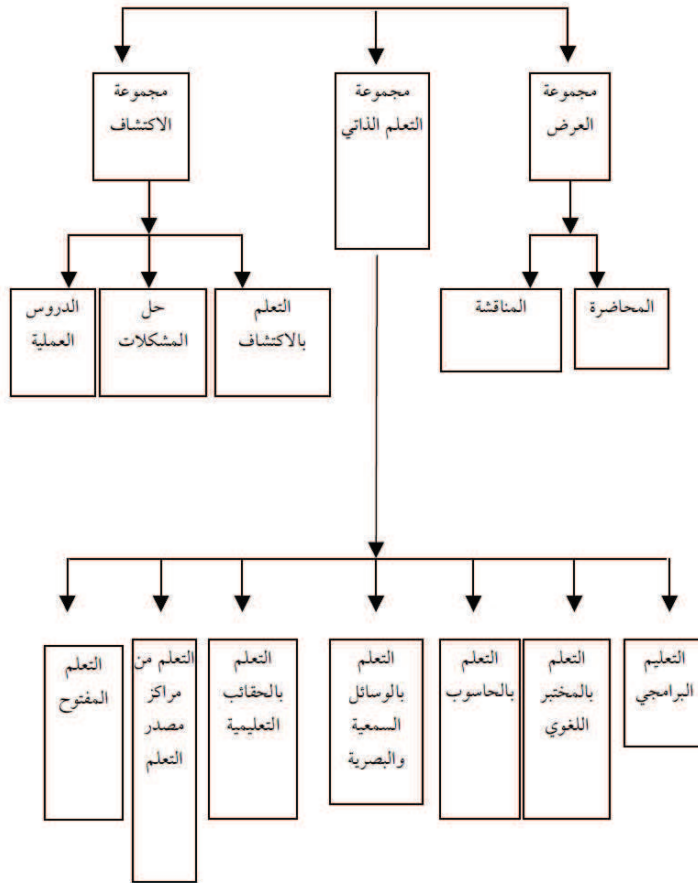 مجموعة
العرض
مجموعة
التعلم الذاتي
مجموعة
الاكتشاف
المحاضرة
المناقشة
التعلم
بالاكتشاف
حل
المشكلات
الدروس
العملية
التعليم
البرامجي
التعلم
بالمختبر
اللغوي
التعلم
بالحاسوب
التعلم
بالوسائل
السمعية
والبصرية
التعلم
بالحقائب
التعليمية
التعلم من
مراكز
مصدر
التعلم
التعلم
المفتوح